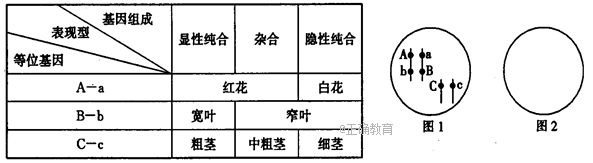 基因组成
表现型
等位基因
显性纯合 杂合 隐性纯合
A－a 红花 白花
B－b 宽叶 窄叶
C－c 粗茎 中粗茎 细茎
@正确教育
A a
b B
C c
图1 图2